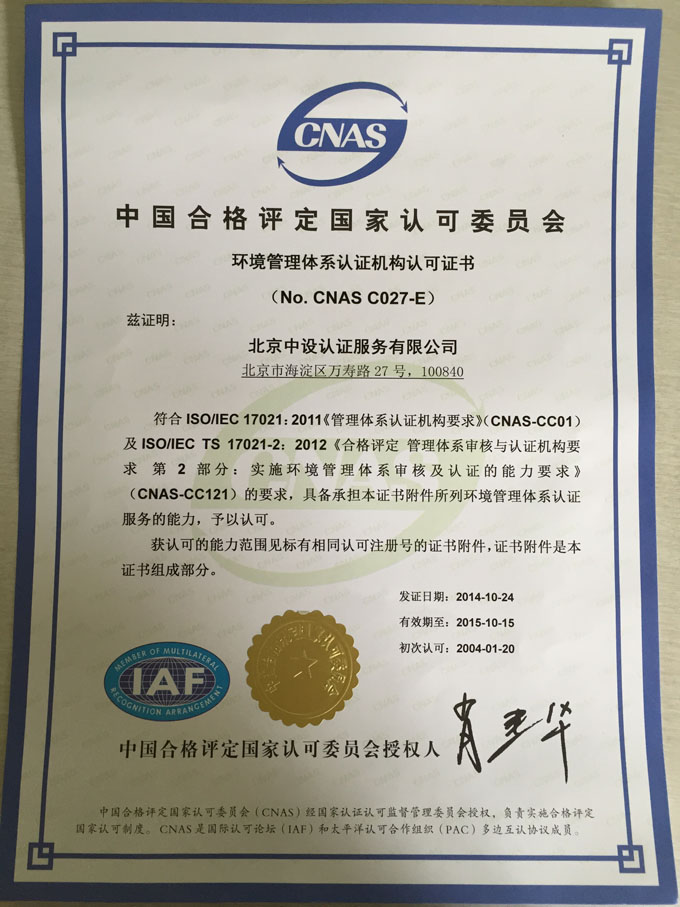 CNAS
中国合格评定国家认可委员会
环境管理体系认证机构认可证书
（No. CNAS C027-E）
兹证明：
北京中设认证服务有限公司
北京市海淀区万寿路 27 号，100840
符合 ISO/IEC 17021：2011《管理体系认证机构要求》（CNAS-CC01）
及 ISO/IEC TS 17021-2：2012《合格评定 管理体系审核与认证机构要
求 第 2 部分：实施环境管理体系审核及认证的能力要求》
（CNAS-CC121）的要求，具备承担本证书附件所列环境管理体系认证
服务的能力，予以认可。
获认可的能力范围见标有相同认可注册号的证书附件，证书附件是本
证书组成部分。
发证日期：2014-10-24
有效期至：2015-10-15
初次认可：2004-01-20
MEMBER OF MULTILATERAL
IAF
RECOGNITION ARRANGEMENT
中国合格评定国家认可委员会授权人
中国合格评定国家认可委员会（CNAS）经国家认证认可监督管理委员会授权，负责实施合格评定
国家认可制度。 CNAS 是国际认可论坛（IAF）和太平洋认可合作组织（PAC）多边互认协议成员。